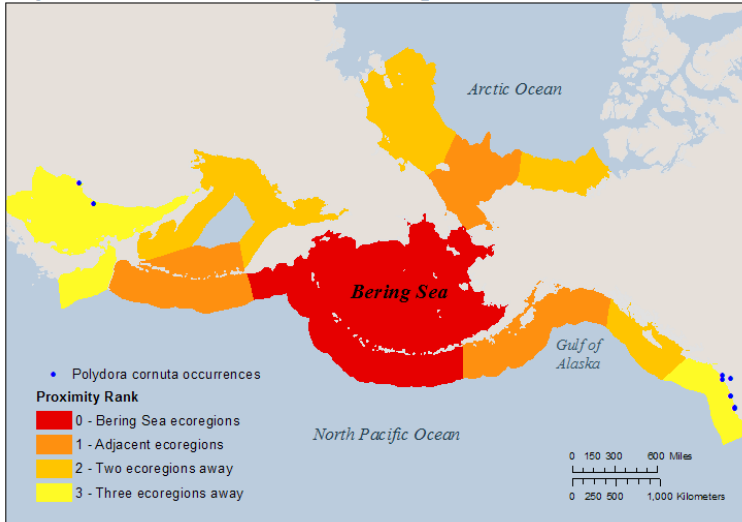 Arctic Ocean
Bering Sea
Gulf of
Alaska
North Pacific Ocean
Polydora cornuta occurrences
Proximity Rank
0 - Bering Sea ecoregions
1 - Adjacent ecoregions
2 - Two ecoregions away
3 - Three ecoregions away
0 150 300 600 Miles
0 250 500 1,000 Kilometers